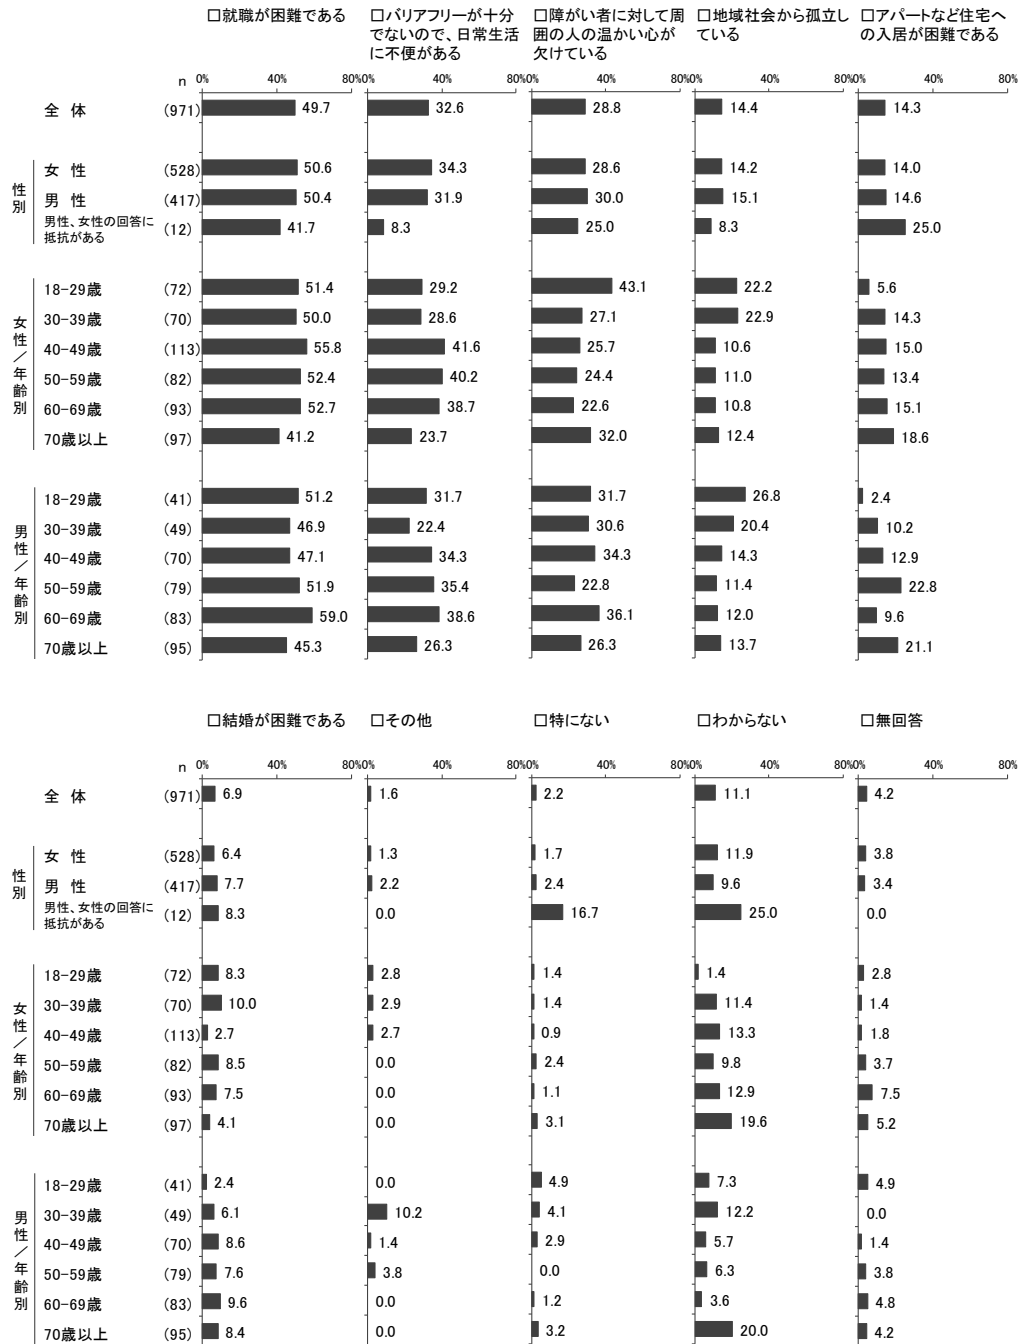 □就職が困難である
□バリアフリーが十分
でないので、日常生活
に不便がある
□障がい者に対して周
囲の人の温かい心が
欠けている
□地域社会から孤立し
ている
□アパートなど住宅へ
の入居が困難である
n 0% 40% 80% 0% 40% 80% 0% 40% 80% 0% 40% 80% 0% 40% 80%
全 体 (971) 49.7 32.6 28.8 14.4 14.3
性別
女 性 (528) 50.6 34.3 28.6 14.2 14.0
男 性 (417) 50.4 31.9 30.0 15.1 14.6
男性、女性の回答に
抵抗がある (12) 41.7 8.3 25.0 8.3 25.0
女性/年齢別
18-29歳 (72) 51.4 29.2 43.1 22.2 5.6
30-39歳 (70) 50.0 28.6 27.1 22.9 14.3
40-49歳 (113) 55.8 41.6 25.7 10.6 15.0
50-59歳 (82) 52.4 40.2 24.4 11.0 13.4
60-69歳 (93) 52.7 38.7 22.6 10.8 15.1
70歳以上 (97) 41.2 23.7 32.0 12.4 18.6
男性/年齢別
18-29歳 (41) 51.2 31.7 31.7 26.8 2.4
30-39歳 (49) 46.9 22.4 30.6 20.4 10.2
40-49歳 (70) 47.1 34.3 34.3 14.3 12.9
50-59歳 (79) 51.9 35.4 22.8 11.4 22.8
60-69歳 (83) 59.0 38.6 36.1 12.0 9.6
70歳以上 (95) 45.3 26.3 26.3 13.7 21.1
□結婚が困難である
□その他
□特にない
□わからない
□無回答
n 0% 40% 80% 0% 40% 80% 0% 40% 80% 0% 40% 80% 0% 40% 80%
全 体 (971) 6.9 1.6 2.2 11.1 4.2
性別
女 性 (528) 6.4 1.3 1.7 11.9 3.8
男 性 (417) 7.7 2.2 2.4 9.6 3.4
男性、女性の回答に
抵抗がある (12) 8.3 0.0 16.7 25.0 0.0
女性/年齢別
18-29歳 (72) 8.3 2.8 1.4 1.4 2.8
30-39歳 (70) 10.0 2.9 1.4 11.4 1.4
40-49歳 (113) 2.7 2.7 0.9 13.3 1.8
50-59歳 (82) 8.5 0.0 2.4 9.8 3.7
60-69歳 (93) 7.5 0.0 1.1 12.9 7.5
70歳以上 (97) 4.1 0.0 3.1 19.6 5.2
男性/年齢別
18-29歳 (41) 2.4 0.0 4.9 7.3 4.9
30-39歳 (49) 6.1 10.2 4.1 12.2 0.0
40-49歳 (70) 8.6 1.4 2.9 5.7 1.4
50-59歳 (79) 7.6 3.8 0.0 6.3 3.8
60-69歳 (83) 9.6 0.0 1.2 3.6 4.8
70歳以上 (95) 8.4 0.0 3.2 20.0 4.2